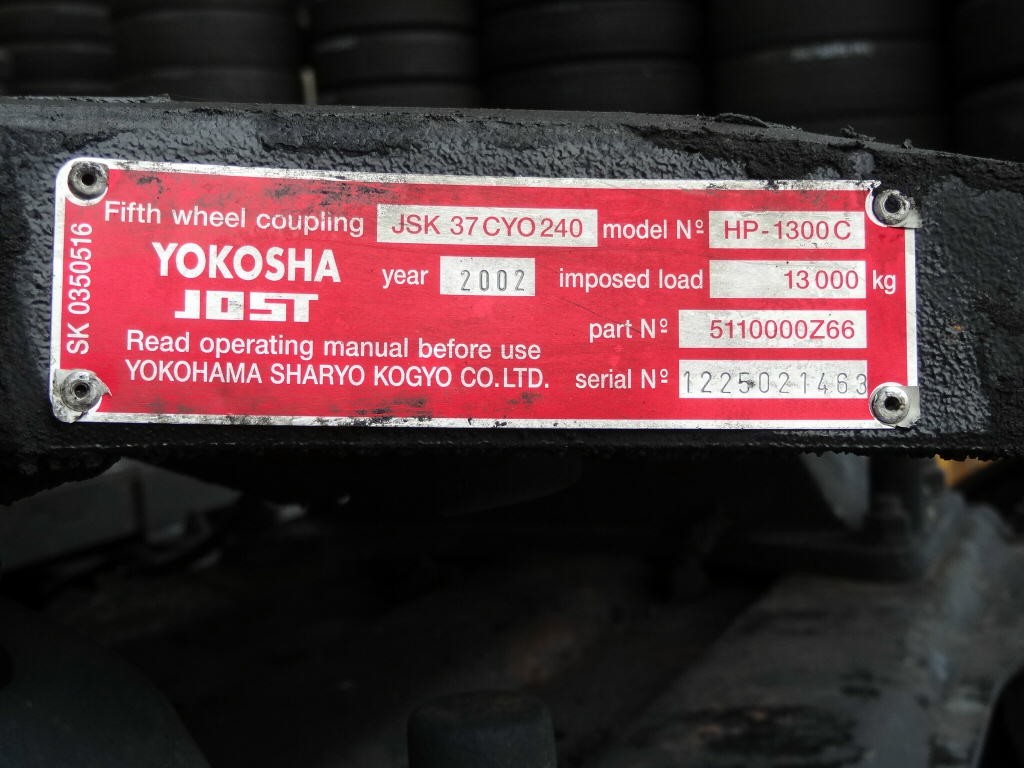 SK 0350516
Fifth wheel coupling JSK 37 CYO 240 model Nº HP-1300 C
YOKOSHA
JOST
year 2002 imposed load 13 000 kg
part Nº 5110000Z66
Read operating manual before use
YOKOHAMA SHARYO KOGYO CO.LTD. serial Nº 1225021463